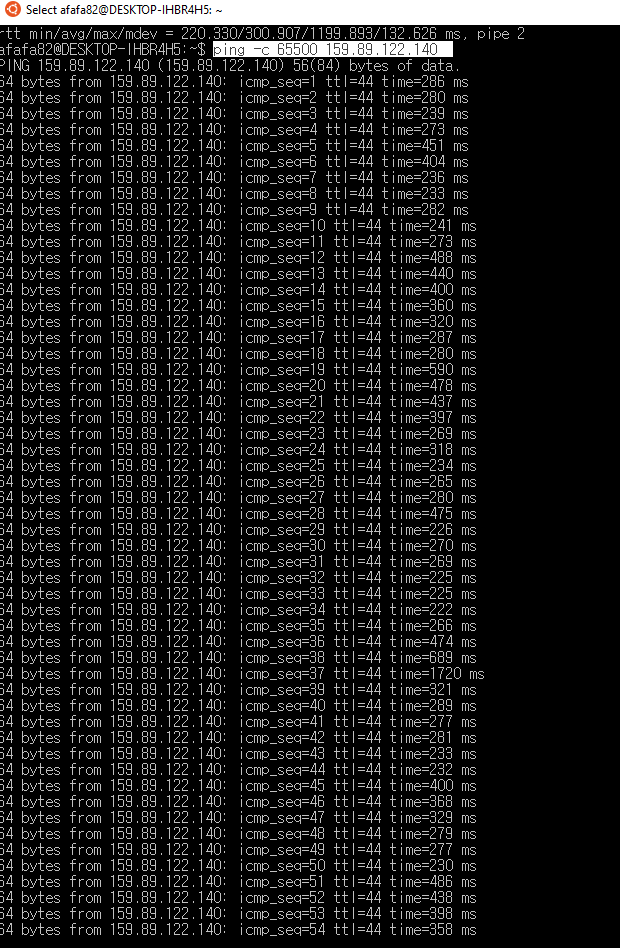 Select afafa82@DESKTOP-IHBR4H5: ~
rtt min/avg/max/mdev = 220.330/300.907/1199.893/132.626 ms, pipe 2
afafa82@DESKTOP-IHBR4H5:~$ ping -c 65500 159.89.122.140
PING 159.89.122.140 (159.89.122.140) 56(84) bytes of data.
64 bytes from 159.89.122.140: icmp_seq=1 ttl=44 time=286 ms
64 bytes from 159.89.122.140: icmp_seq=2 ttl=44 time=280 ms
64 bytes from 159.89.122.140: icmp_seq=3 ttl=44 time=239 ms
64 bytes from 159.89.122.140: icmp_seq=4 ttl=44 time=273 ms
64 bytes from 159.89.122.140: icmp_seq=5 ttl=44 time=451 ms
64 bytes from 159.89.122.140: icmp_seq=6 ttl=44 time=404 ms
64 bytes from 159.89.122.140: icmp_seq=7 ttl=44 time=236 ms
64 bytes from 159.89.122.140: icmp_seq=8 ttl=44 time=233 ms
64 bytes from 159.89.122.140: icmp_seq=9 ttl=44 time=282 ms
64 bytes from 159.89.122.140: icmp_seq=10 ttl=44 time=241 ms
64 bytes from 159.89.122.140: icmp_seq=11 ttl=44 time=273 ms
64 bytes from 159.89.122.140: icmp_seq=12 ttl=44 time=488 ms
64 bytes from 159.89.122.140: icmp_seq=13 ttl=44 time=440 ms
64 bytes from 159.89.122.140: icmp_seq=14 ttl=44 time=400 ms
64 bytes from 159.89.122.140: icmp_seq=15 ttl=44 time=360 ms
64 bytes from 159.89.122.140: icmp_seq=16 ttl=44 time=320 ms
64 bytes from 159.89.122.140: icmp_seq=17 ttl=44 time=287 ms
64 bytes from 159.89.122.140: icmp_seq=18 ttl=44 time=280 ms
64 bytes from 159.89.122.140: icmp_seq=19 ttl=44 time=590 ms
64 bytes from 159.89.122.140: icmp_seq=20 ttl=44 time=478 ms
64 bytes from 159.89.122.140: icmp_seq=21 ttl=44 time=437 ms
64 bytes from 159.89.122.140: icmp_seq=22 ttl=44 time=397 ms
64 bytes from 159.89.122.140: icmp_seq=23 ttl=44 time=269 ms
64 bytes from 159.89.122.140: icmp_seq=24 ttl=44 time=318 ms
64 bytes from 159.89.122.140: icmp_seq=25 ttl=44 time=234 ms
64 bytes from 159.89.122.140: icmp_seq=26 ttl=44 time=265 ms
64 bytes from 159.89.122.140: icmp_seq=27 ttl=44 time=280 ms
64 bytes from 159.89.122.140: icmp_seq=28 ttl=44 time=475 ms
64 bytes from 159.89.122.140: icmp_seq=29 ttl=44 time=226 ms
64 bytes from 159.89.122.140: icmp_seq=30 ttl=44 time=270 ms
64 bytes from 159.89.122.140: icmp_seq=31 ttl=44 time=269 ms
64 bytes from 159.89.122.140: icmp_seq=32 ttl=44 time=225 ms
64 bytes from 159.89.122.140: icmp_seq=33 ttl=44 time=225 ms
64 bytes from 159.89.122.140: icmp_seq=34 ttl=44 time=222 ms
64 bytes from 159.89.122.140: icmp_seq=35 ttl=44 time=266 ms
64 bytes from 159.89.122.140: icmp_seq=36 ttl=44 time=474 ms
64 bytes from 159.89.122.140: icmp_seq=38 ttl=44 time=689 ms
64 bytes from 159.89.122.140: icmp_seq=37 ttl=44 time=1720 ms
64 bytes from 159.89.122.140: icmp_seq=39 ttl=44 time=321 ms
64 bytes from 159.89.122.140: icmp_seq=40 ttl=44 time=289 ms
64 bytes from 159.89.122.140: icmp_seq=41 ttl=44 time=277 ms
64 bytes from 159.89.122.140: icmp_seq=42 ttl=44 time=281 ms
64 bytes from 159.89.122.140: icmp_seq=43 ttl=44 time=233 ms
64 bytes from 159.89.122.140: icmp_seq=44 ttl=44 time=232 ms
64 bytes from 159.89.122.140: icmp_seq=45 ttl=44 time=400 ms
64 bytes from 159.89.122.140: icmp_seq=46 ttl=44 time=368 ms
64 bytes from 159.89.122.140: icmp_seq=47 ttl=44 time=329 ms
64 bytes from 159.89.122.140: icmp_seq=48 ttl=44 time=279 ms
64 bytes from 159.89.122.140: icmp_seq=49 ttl=44 time=277 ms
64 bytes from 159.89.122.140: icmp_seq=50 ttl=44 time=230 ms
64 bytes from 159.89.122.140: icmp_seq=51 ttl=44 time=486 ms
64 bytes from 159.89.122.140: icmp_seq=52 ttl=44 time=438 ms
64 bytes from 159.89.122.140: icmp_seq=53 ttl=44 time=398 ms
64 bytes from 159.89.122.140: icmp_seq=54 ttl=44 time=358 ms